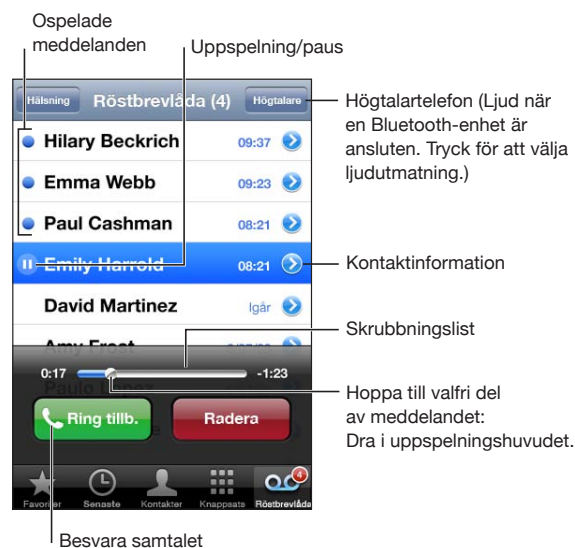 Ospelade
meddelanden
Uppspelning/paus
Hälsning
Röstbrevlåda (4)
Högtalare
Högtalartelefon (Ljud när
en Bluetooth-enhet är
ansluten. Tryck för att välja
ljudutmatning.)
Hilary Beckrich
09:37
Emma Webb
09:23
Paul Cashman
08:21
Emily Harrold
08:21
Kontaktinformation
David Martinez
Igår
Skrubbningslist
Amy Frost
0:17
-1:23
Paulo Lopez
Hoppa till valfri del
av meddelandet:
Dra i uppspelningshuvudet.
Ring tillb.
Radera
4
Favoriter
Senaste
Kontakter
Knappsats
Röstbrevlåda
Besvara samtalet